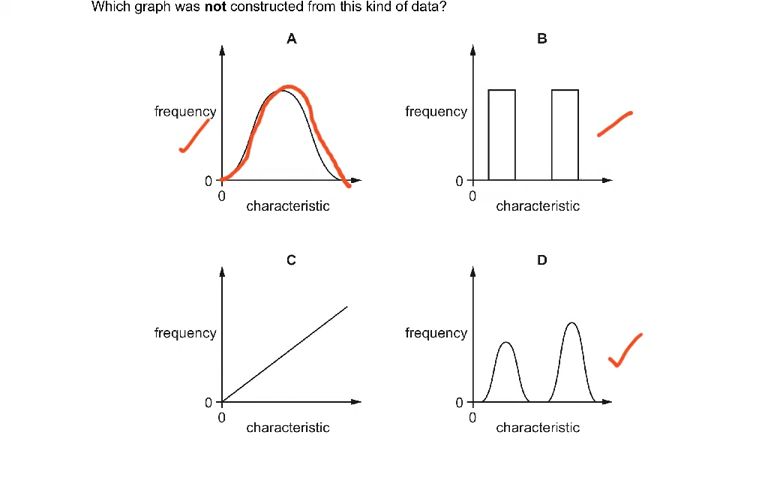 Which graph was not constructed from this kind of data?
A
B
frequency
frequency
0
0
0
0
characteristic
characteristic
C
D
frequency
frequency
0
0
0
0
characteristic
characteristic